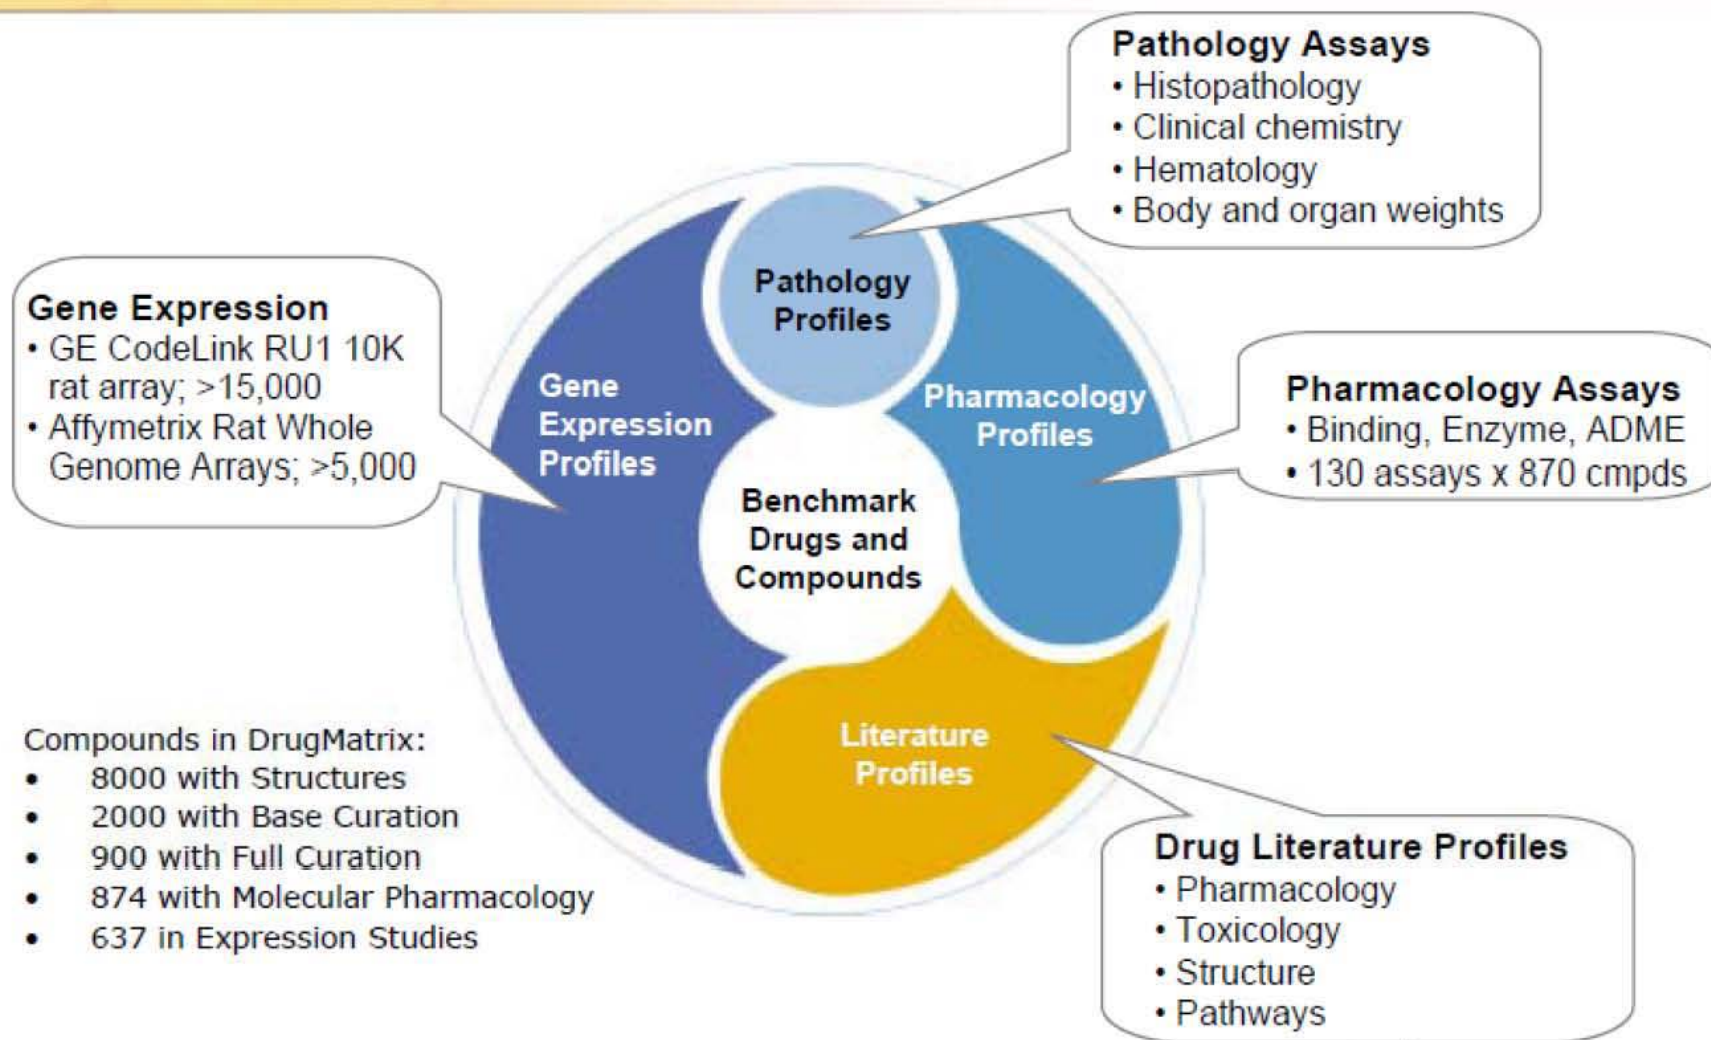 Pathology Assays
• Histopathology
• Clinical chemistry
• Hematology
• Body and organ weights
Gene Expression
• GE CodeLink RU1 10K
rat array; >15,000
• Affymetrix Rat Whole
Genome Arrays; >5,000
Pathology
Profiles
Gene
Expression
Profiles
Pharmacology
Profiles
Pharmacology Assays
• Binding, Enzyme, ADME
• 130 assays x 870 cmpds
Benchmark
Drugs and
Compounds
Literature
Profiles
Compounds in DrugMatrix:
• 8000 with Structures
• 2000 with Base Curation
• 900 with Full Curation
• 874 with Molecular Pharmacology
• 637 in Expression Studies
Drug Literature Profiles
• Pharmacology
• Toxicology
• Structure
• Pathways